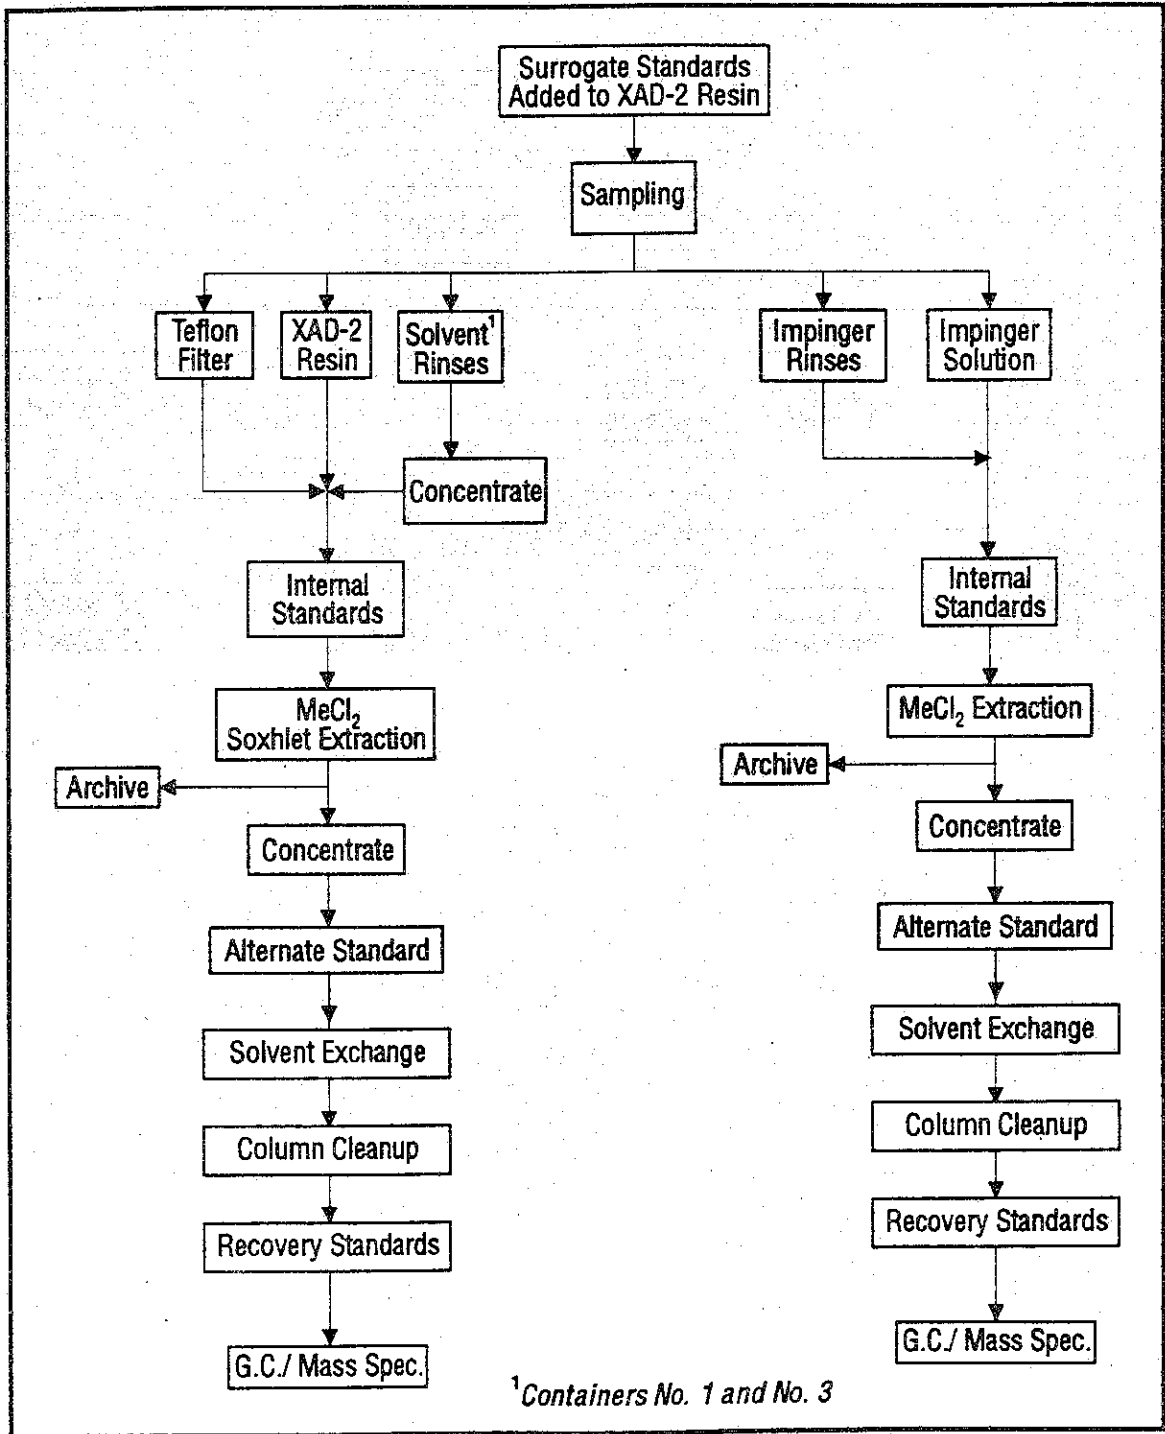 Surrogate Standards
Added to XAD-2 Resin
Sampling
Teflon
Filter
XAD-2
Resin
Solvent¹
Rinses
Impinger
Rinses
Impinger
Solution
Concentrate
Internal
Standards
Internal
Standards
MeCl₂
Soxhlet Extraction
MeCl₂ Extraction
Archive
Archive
Concentrate
Concentrate
Alternate Standard
Alternate Standard
Solvent Exchange
Solvent Exchange
Column Cleanup
Column Cleanup
Recovery Standards
Recovery Standards
G.C./ Mass Spec.
G.C./ Mass Spec.
¹Containers No. 1 and No. 3